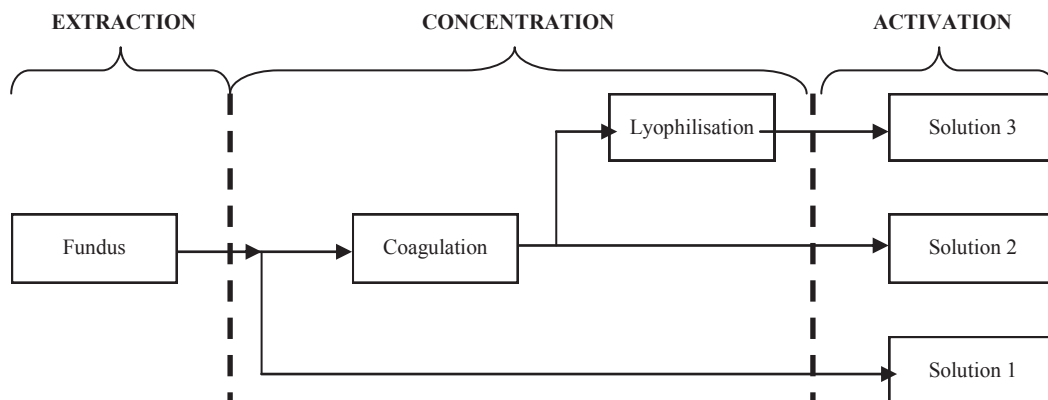 EXTRACTION CONCENTRATION ACTIVATION
Lyophilisation Solution 3
Fundus Coagulation Solution 2
Solution 1